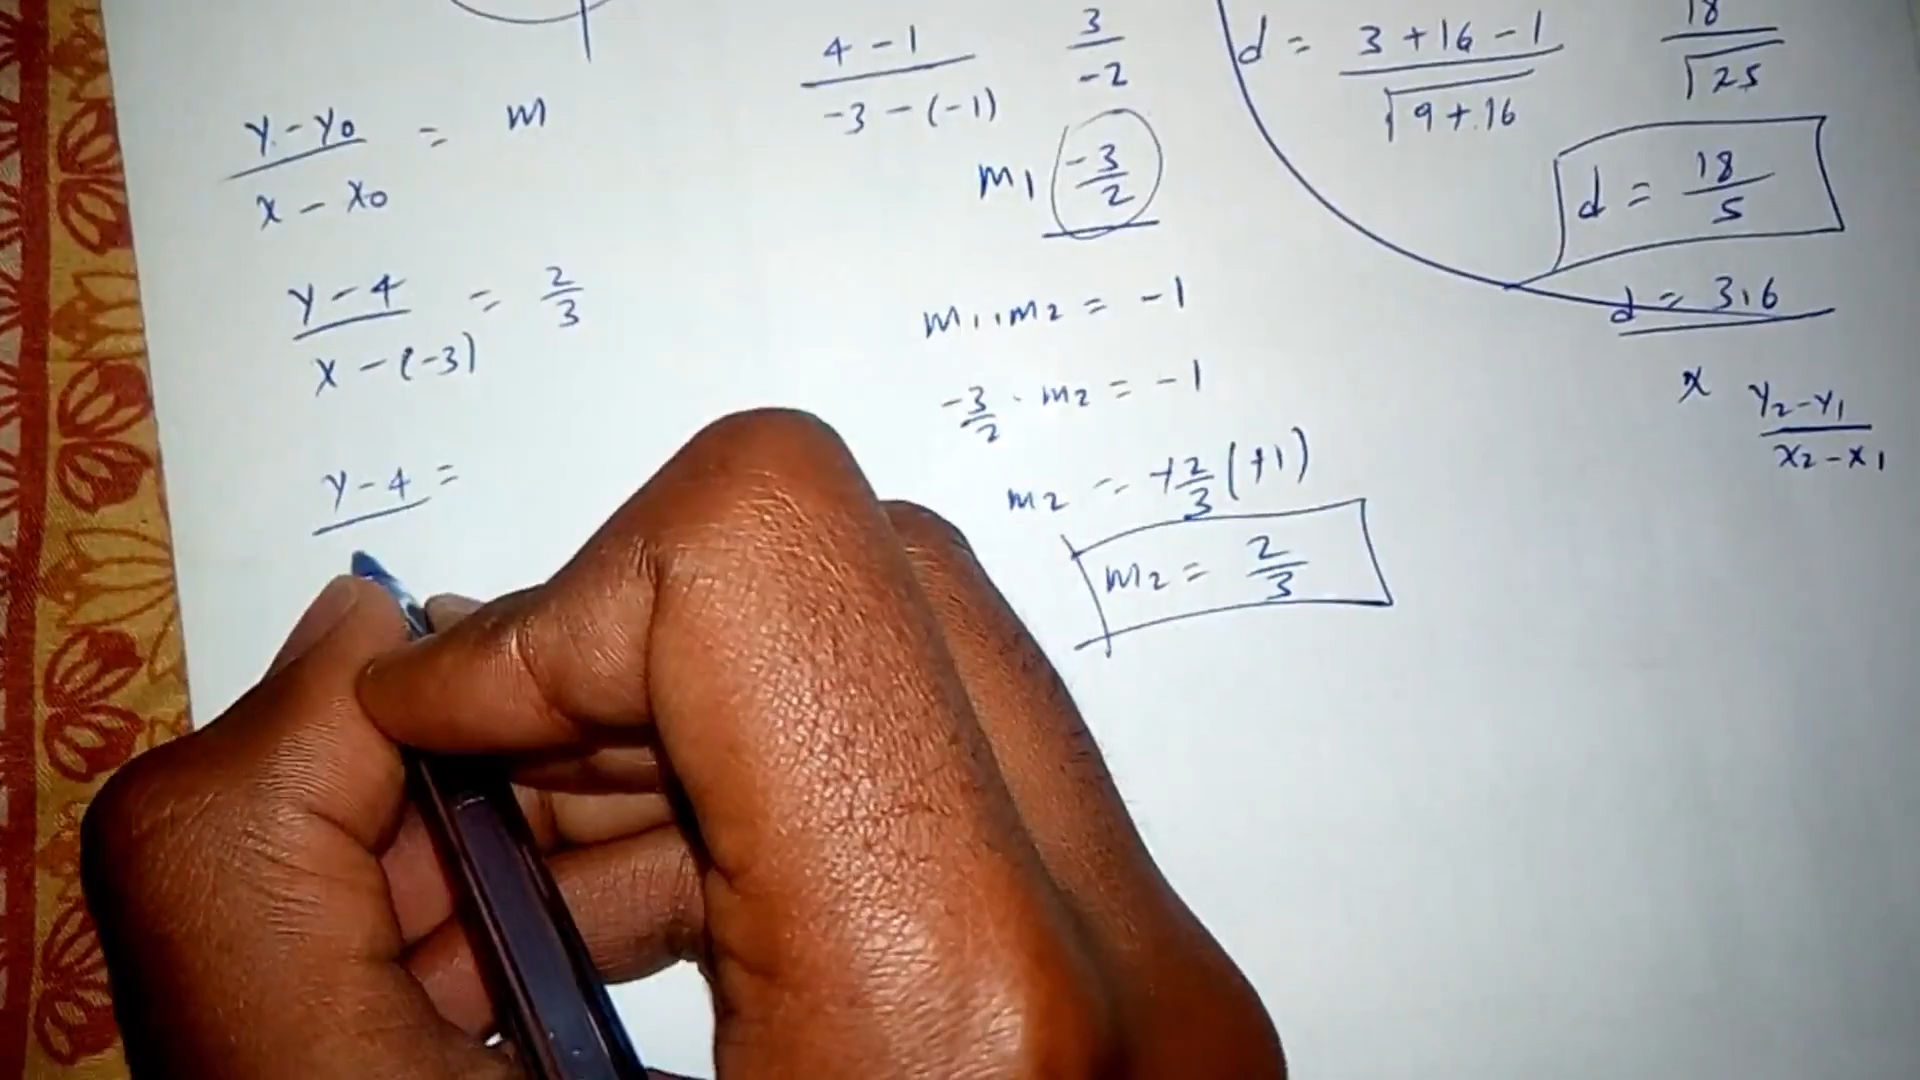 y - y0 / x - x0 = m
y - 4 / x - (-3) = 2/3
y - 4 =
4 - 1 / -3 - (-1)
3 / -2
m1 -3/2
m1 . m2 = -1
-3/2 . m2 = -1
m2 = +2/3 (+1)
m2 = 2/3
d = 3 + 16 - 1 / √9 + 16
18 / √25
d = 18/5
d = 3.6
x
y2 - y1 / x2 - x1